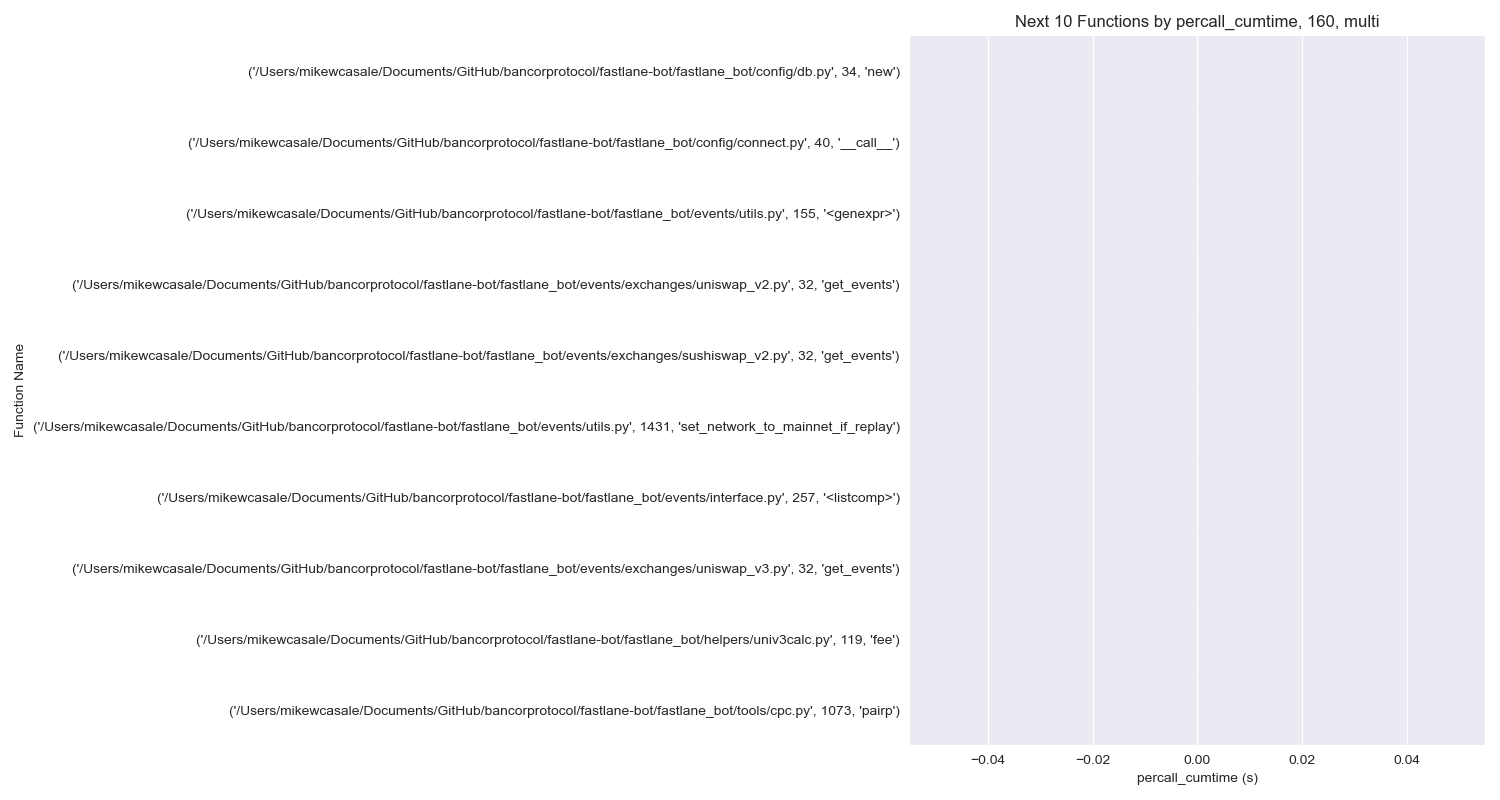 Next 10 Functions by percall_cumtime, 160, multi
('/Users/mikewcasale/Documents/GitHub/bancorprotocol/fastlane-bot/fastlane_bot/config/db.py', 34, 'new')
('/Users/mikewcasale/Documents/GitHub/bancorprotocol/fastlane-bot/fastlane_bot/config/connect.py', 40, '__call__')
('/Users/mikewcasale/Documents/GitHub/bancorprotocol/fastlane-bot/fastlane_bot/events/utils.py', 155, '<genexpr>')
('/Users/mikewcasale/Documents/GitHub/bancorprotocol/fastlane-bot/fastlane_bot/events/exchanges/uniswap_v2.py', 32, 'get_events')
('/Users/mikewcasale/Documents/GitHub/bancorprotocol/fastlane-bot/fastlane_bot/events/exchanges/sushiswap_v2.py', 32, 'get_events')
Function Name
('/Users/mikewcasale/Documents/GitHub/bancorprotocol/fastlane-bot/fastlane_bot/events/utils.py', 1431, 'set_network_to_mainnet_if_replay')
('/Users/mikewcasale/Documents/GitHub/bancorprotocol/fastlane-bot/fastlane_bot/events/interface.py', 257, '<listcomp>')
('/Users/mikewcasale/Documents/GitHub/bancorprotocol/fastlane-bot/fastlane_bot/events/exchanges/uniswap_v3.py', 32, 'get_events')
('/Users/mikewcasale/Documents/GitHub/bancorprotocol/fastlane-bot/fastlane_bot/helpers/univ3calc.py', 119, 'fee')
('/Users/mikewcasale/Documents/GitHub/bancorprotocol/fastlane-bot/fastlane_bot/tools/cpc.py', 1073, 'pairp')
−0.04 −0.02 0.00 0.02 0.04
percall_cumtime (s)